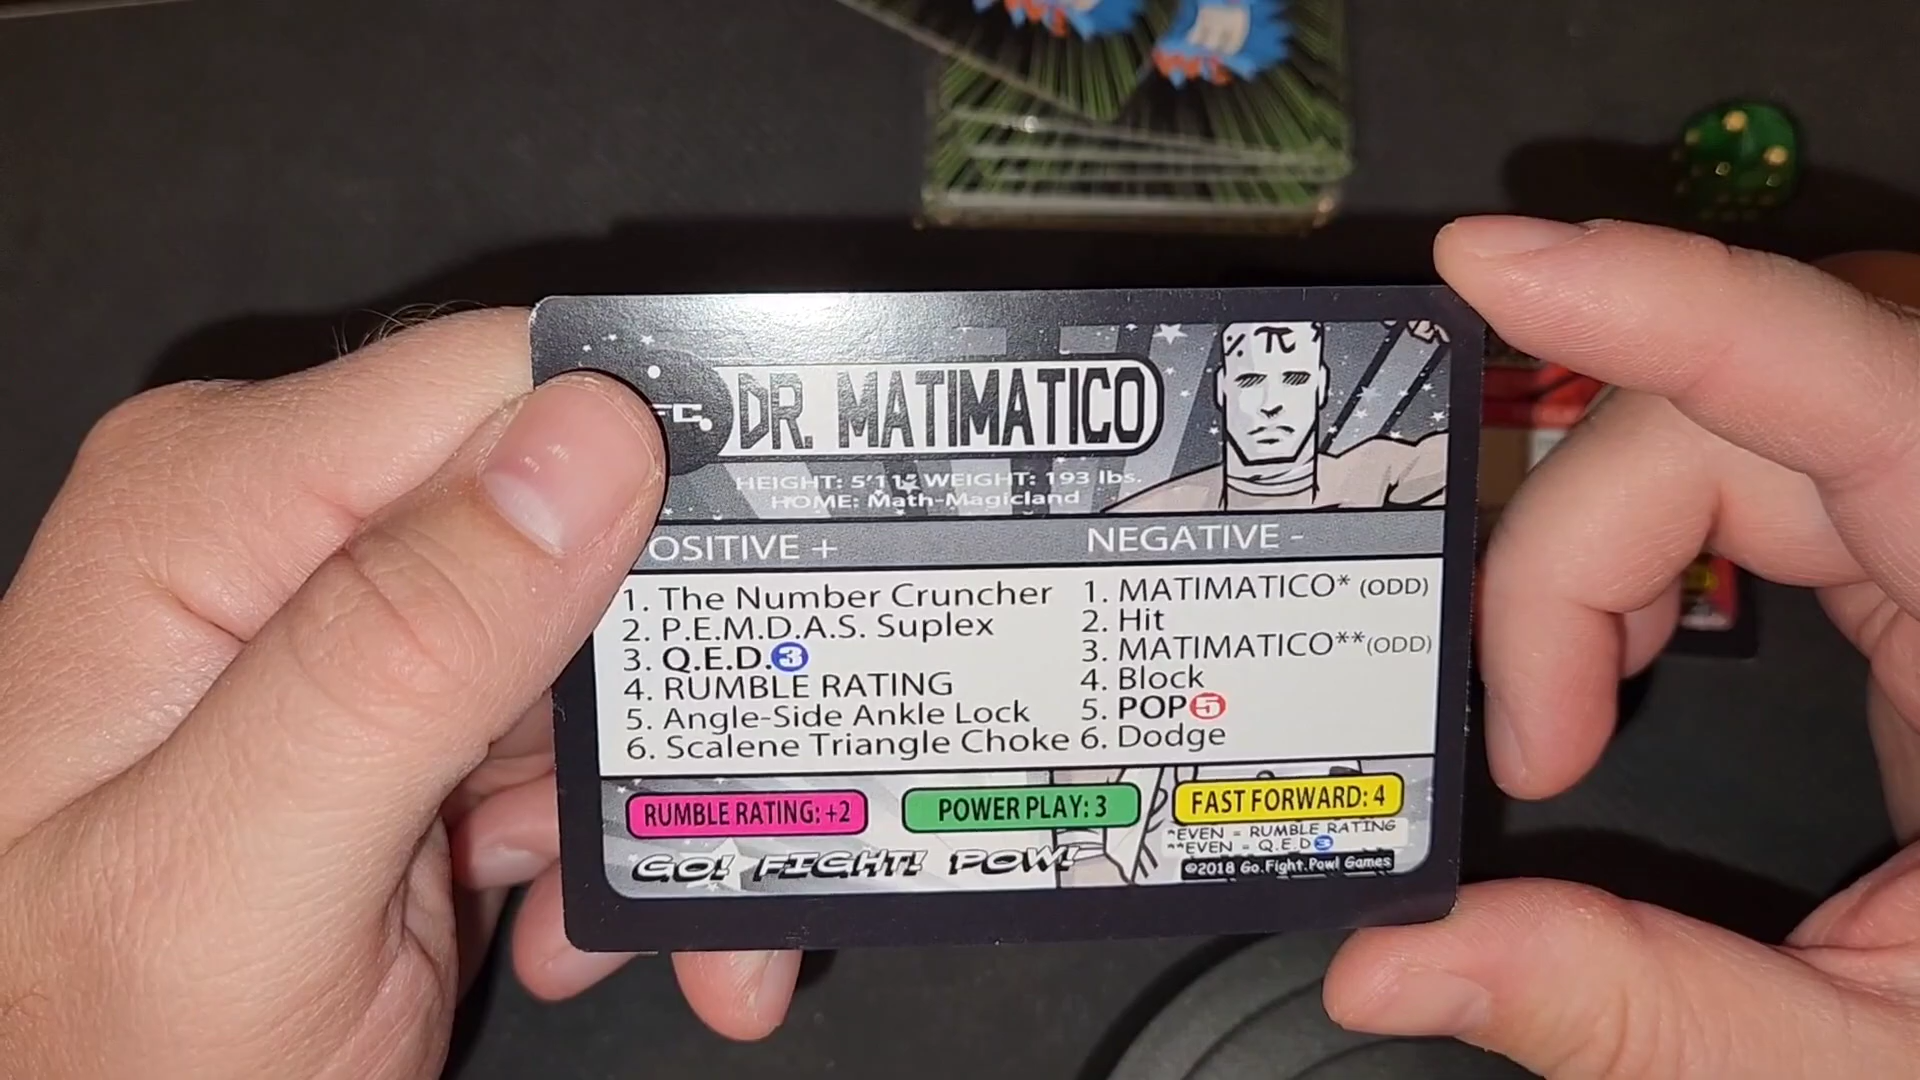 FC.
DR. MATIMATICO
% π
HEIGHT: 5'11" WEIGHT: 193 lbs.
HOME: Math-Magicland
OSITIVE +
NEGATIVE -
1. The Number Cruncher
2. P.E.M.D.A.S. Suplex
3. Q.E.D.3
4. RUMBLE RATING
5. Angle-Side Ankle Lock
6. Scalene Triangle Choke
1. MATIMATICO* (ODD)
2. Hit
3. MATIMATICO** (ODD)
4. Block
5. POP5
6. Dodge
RUMBLE RATING: +2
POWER PLAY: 3
FAST FORWARD: 4
*EVEN = RUMBLE RATING
**EVEN = Q.E.D3
GO! FIGHT! POW!
©2018 Go.Fight.Pow! Games